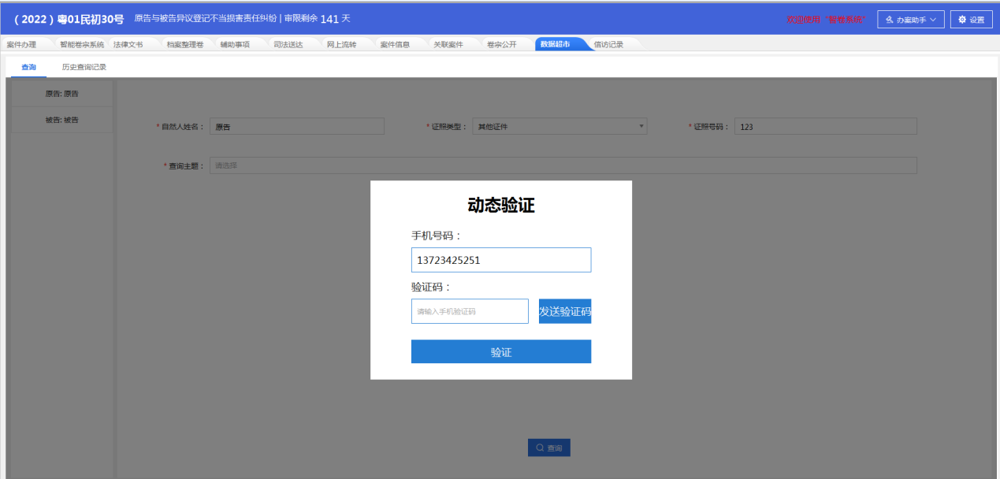 （2022）粤01民初30号 原告与被告异议登记不当损害责任纠纷 | 审限剩余 141 天 欢迎使用“智卷系统” 办案助手 设置
案件办理 智能卷宗系统 法律文书 档案整理卷 辅助事项 司法送达 网上流转 案件信息 关联案件 卷宗公开 数据超市 信访记录
查询 历史查询记录
原告: 原告
被告: 被告
* 自然人姓名： 原告 * 证照类型： 其他证件 * 证照号码： 123
* 查询主题： 请选择
动态验证
手机号码：
13723425251
验证码：
请输入手机验证码 发送验证码
验证
查询